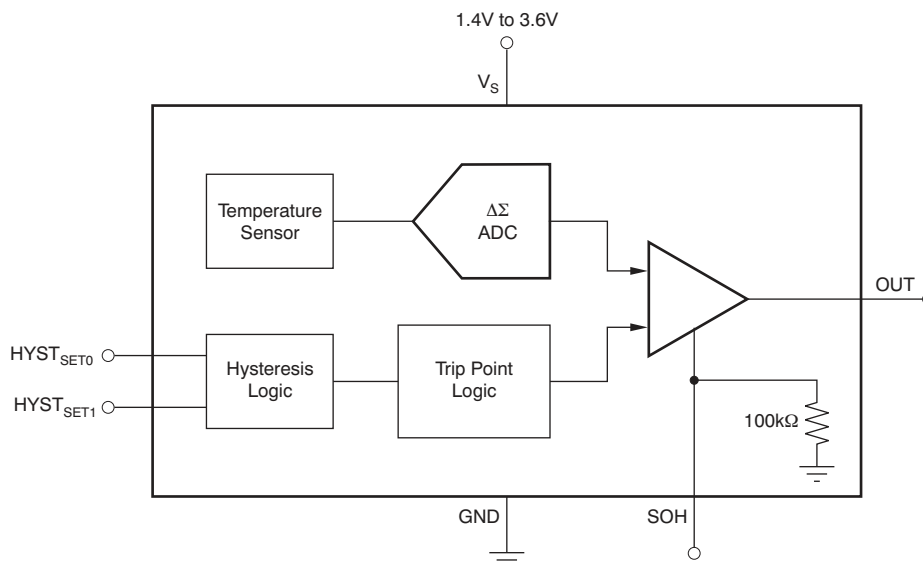 1.4V to 3.6V
VS
Temperature
Sensor
ΔΣ
ADC
OUT
HYSTSET0
HYSTSET1
Hysteresis
Logic
Trip Point
Logic
100kΩ
GND
SOH